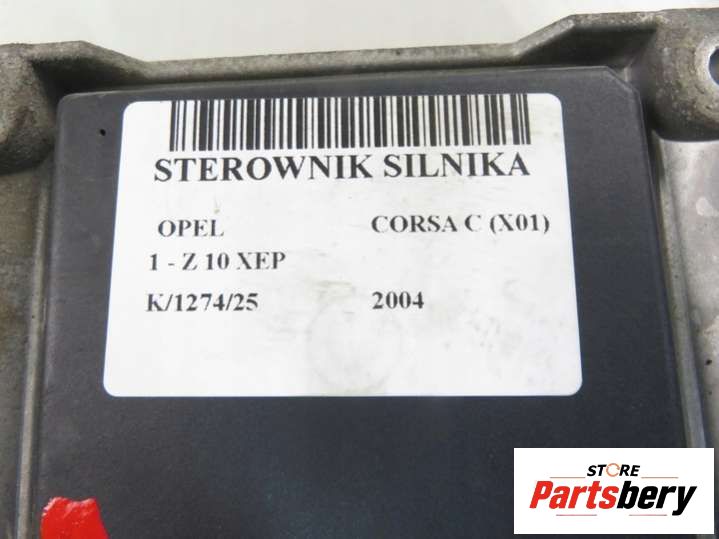 STEROWNIK SILNIKA
OPEL CORSA C (X01)
1 - Z 10 XEP
K/1274/25 2004
STORE
Partsbery